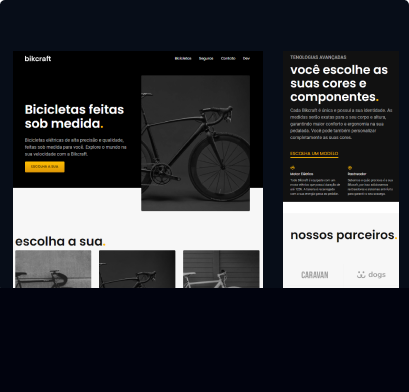 bikcraft
Bicicletas Seguros Contato Dev
Bicicletas feitas
sob medida.
Bicicletas elétricas de alta precisão e qualidade,
feitas sob medida para você. Explore o mundo na
sua velocidade com a Bikcraft.
ESCOLHA A SUA
escolha a sua.
TENOLOGIAS AVANÇADAS
você escolhe as
suas cores e
componentes.
Cada Bikcraft é única e possui a sua identidade. As
medidas serão exatas para o seu corpo e altura,
garantindo maior conforto e ergonomia na sua
pedalada. Você pode também personalizar
completamente as suas cores.
ESCOLHA UM MODELO
Motor Elétrico
Rastreador
nossos parceiros.
CARAVAN
dogs